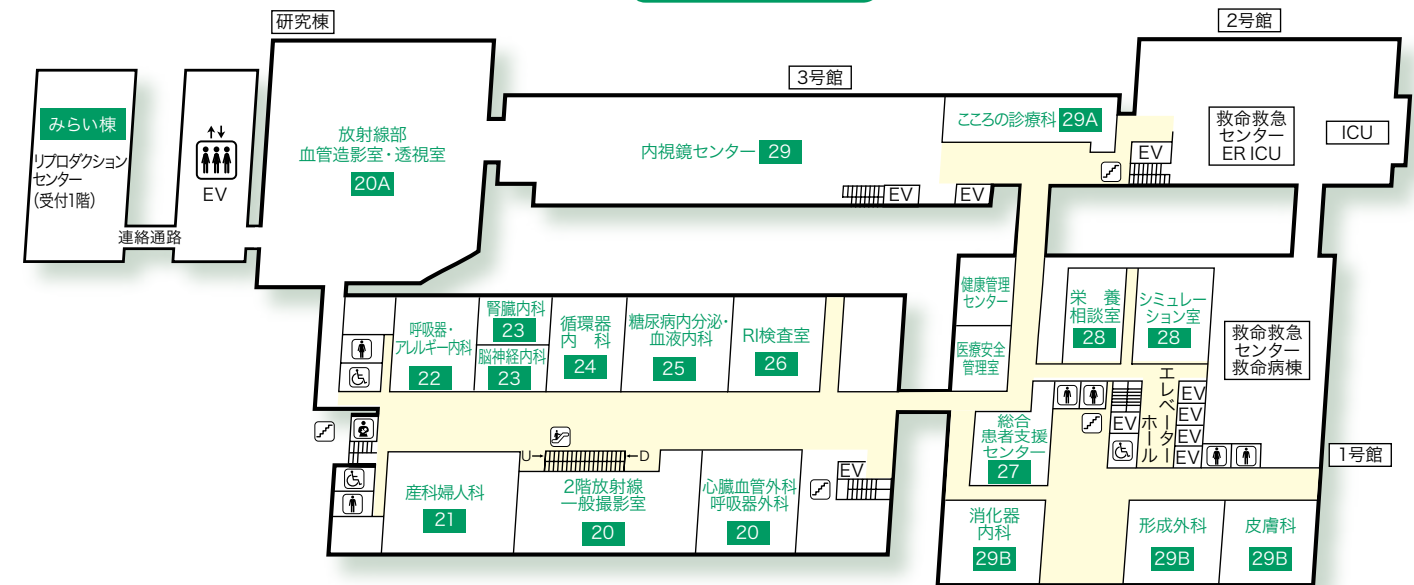 研究棟
2号館
3号館
みらい棟
リプロダクション
センター
(受付1階)
EV
連絡通路
放射線部
血管造影室・透視室
20A
内視鏡センター 29
こころの診療科 29A
EV
EV
EV
救命救急
センター
ER ICU
ICU
呼吸器・
アレルギー内科
22
腎臓内科
23
脳神経内科
23
循環器
内 科
24
糖尿病内分泌・
血液内科
25
RI検査室
26
健康管理
センター
医療安全
管理室
栄 養
相談室
28
シミュレー
ション室
28
救命救急
センター
救命病棟
エレベーター
ホール
EV
EV
EV
EV
EV
総合
患者支援
センター
27
1号館
U→
←D
産科婦人科
21
2階放射線
一般撮影室
20
心臓血管外科
呼吸器外科
20
EV
消化器
内科
29B
形成外科
29B
皮膚科
29B